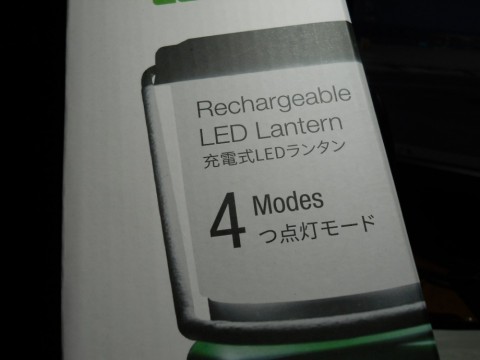 Rechargeable
LED Lantern
充電式LEDランタン
4 Modes
つ点灯モード